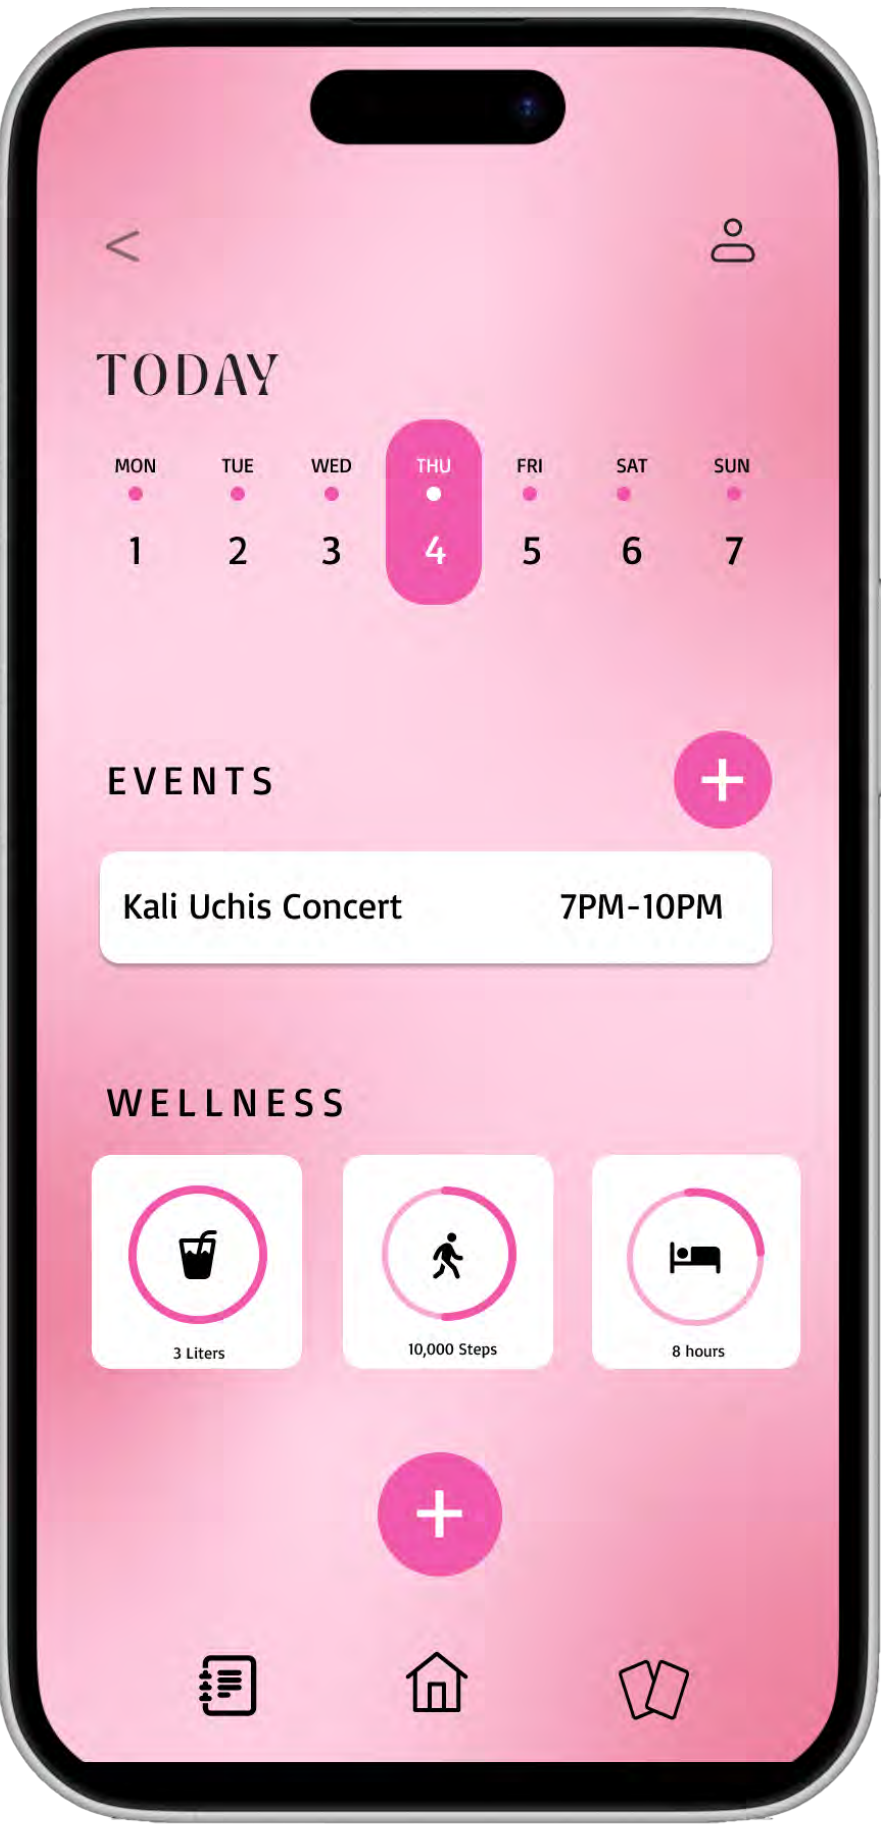 <
TODAY
MON TUE WED THU FRI SAT SUN
1 2 3 4 5 6 7
EVENTS +
Kali Uchis Concert 7PM-10PM
WELLNESS
3 Liters 10,000 Steps 8 hours
+